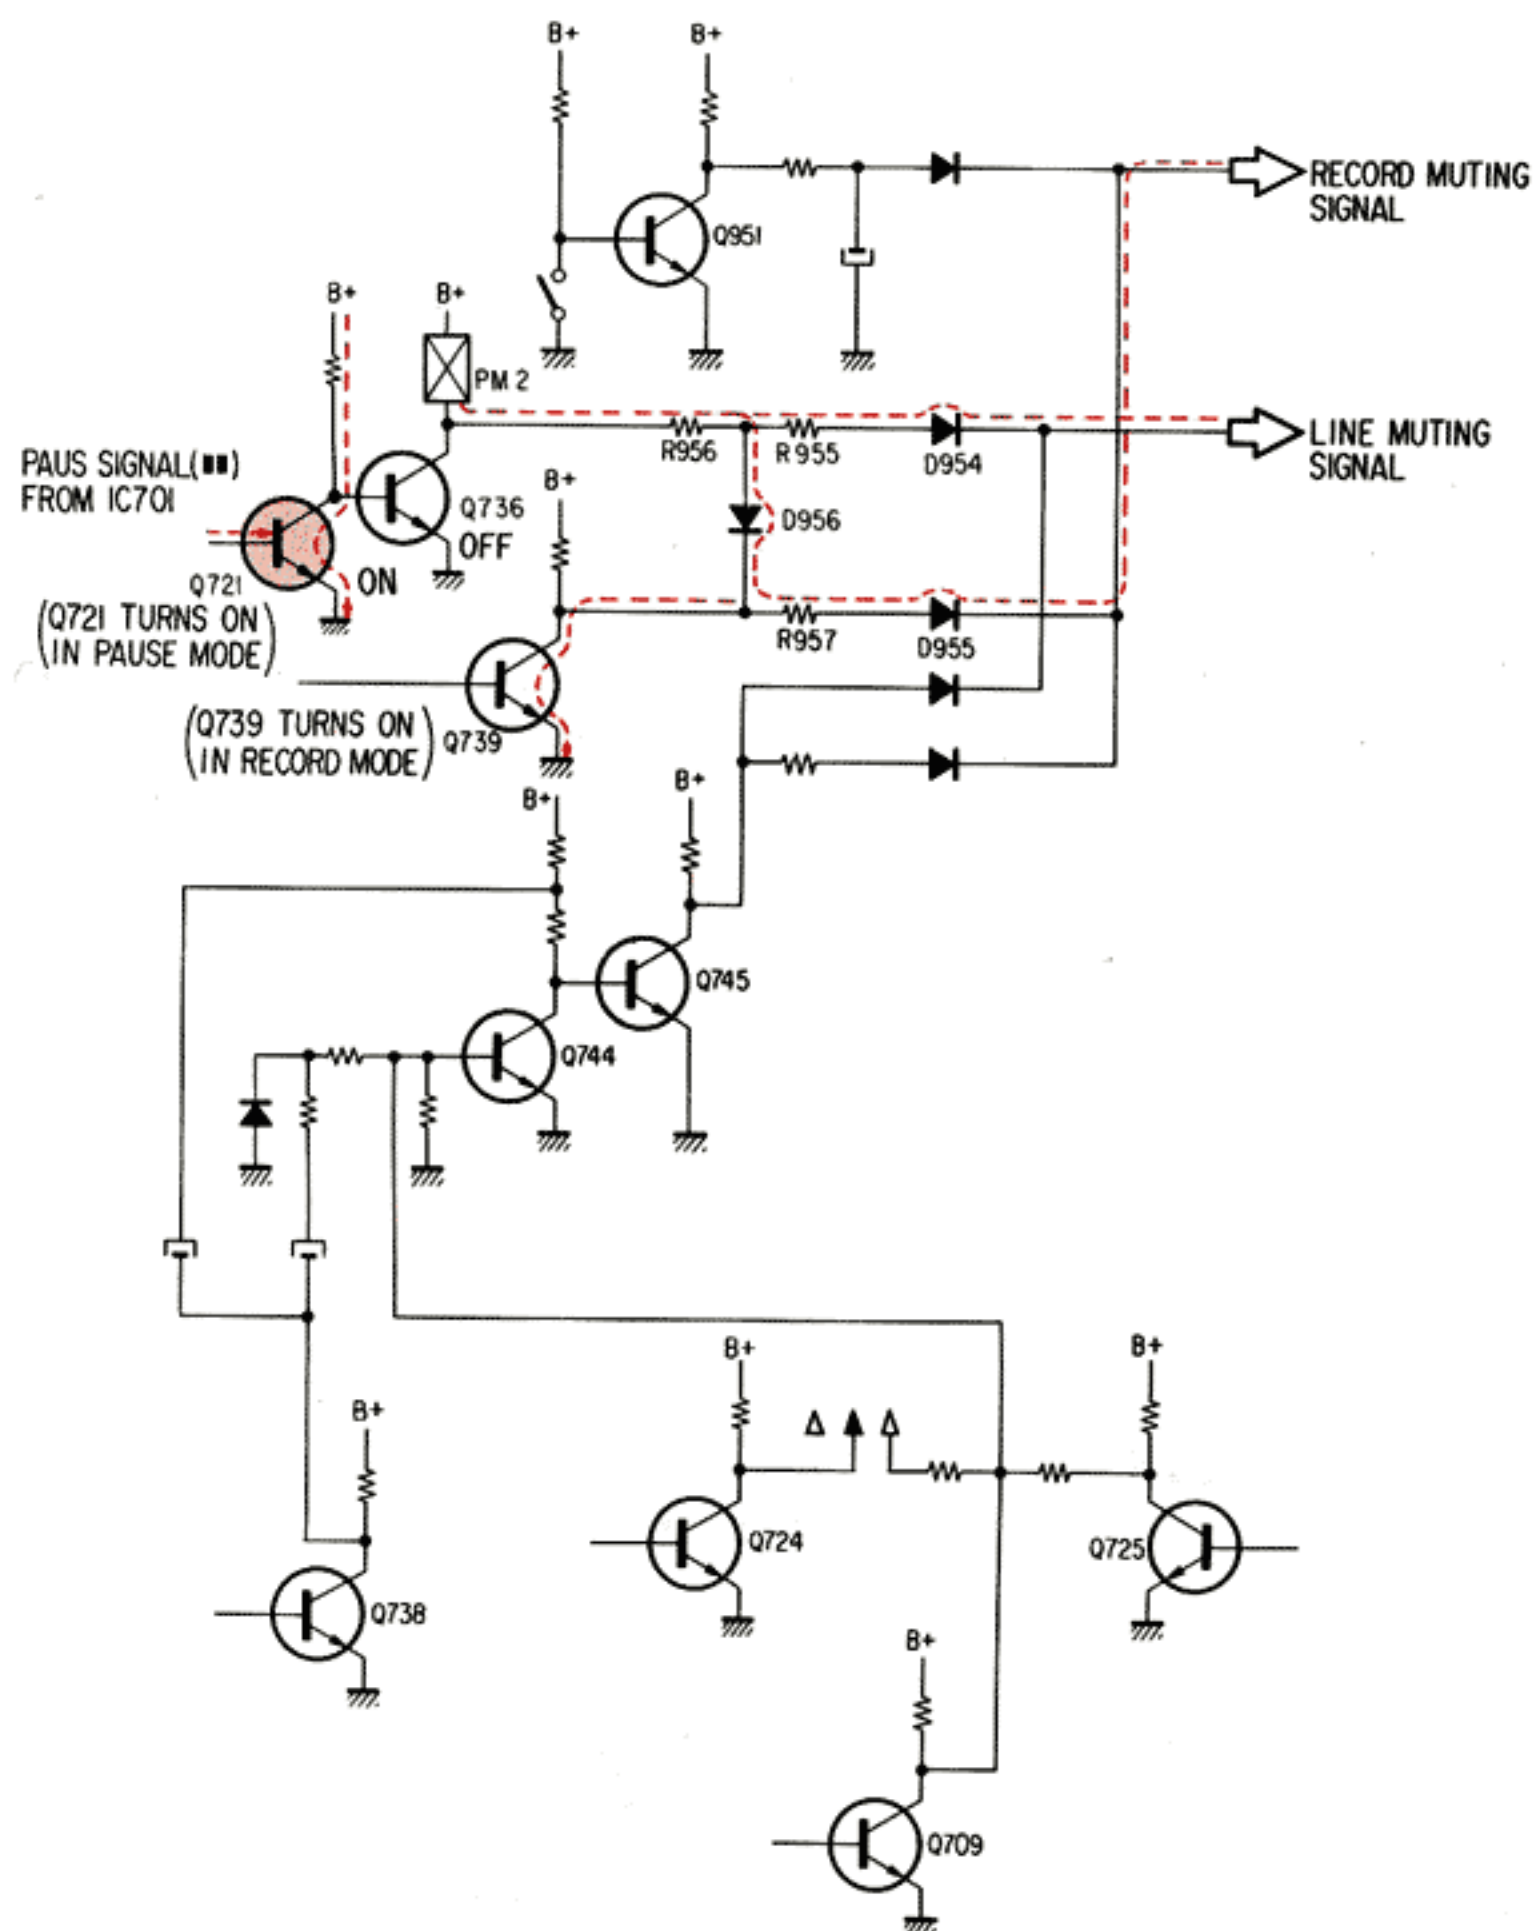 B+
B+
RECORD MUTING
SIGNAL
Q951
B+
B+
PM 2
R956
R955
D954
LINE MUTING
SIGNAL
PAUS SIGNAL(▮▮)
FROM IC701
B+
Q736
OFF
D956
Q721
ON
(Q721 TURNS ON)
(IN PAUSE MODE)
R957
D955
(Q739 TURNS ON)
(IN RECORD MODE)
Q739
B+
B+
Q745
Q744
B+
B+
B+
Δ
Δ
Q724
Q725
Q738
B+
Q709